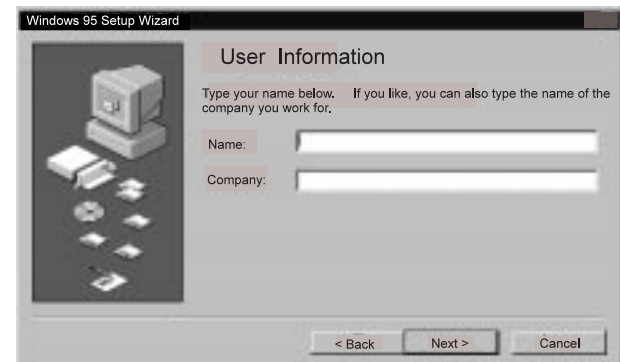 Windows 95 Setup Wizard
User Information
Type your name below. If you like, you can also type the name of the
company you work for.
Name:
Company:
< Back
Next >
Cancel